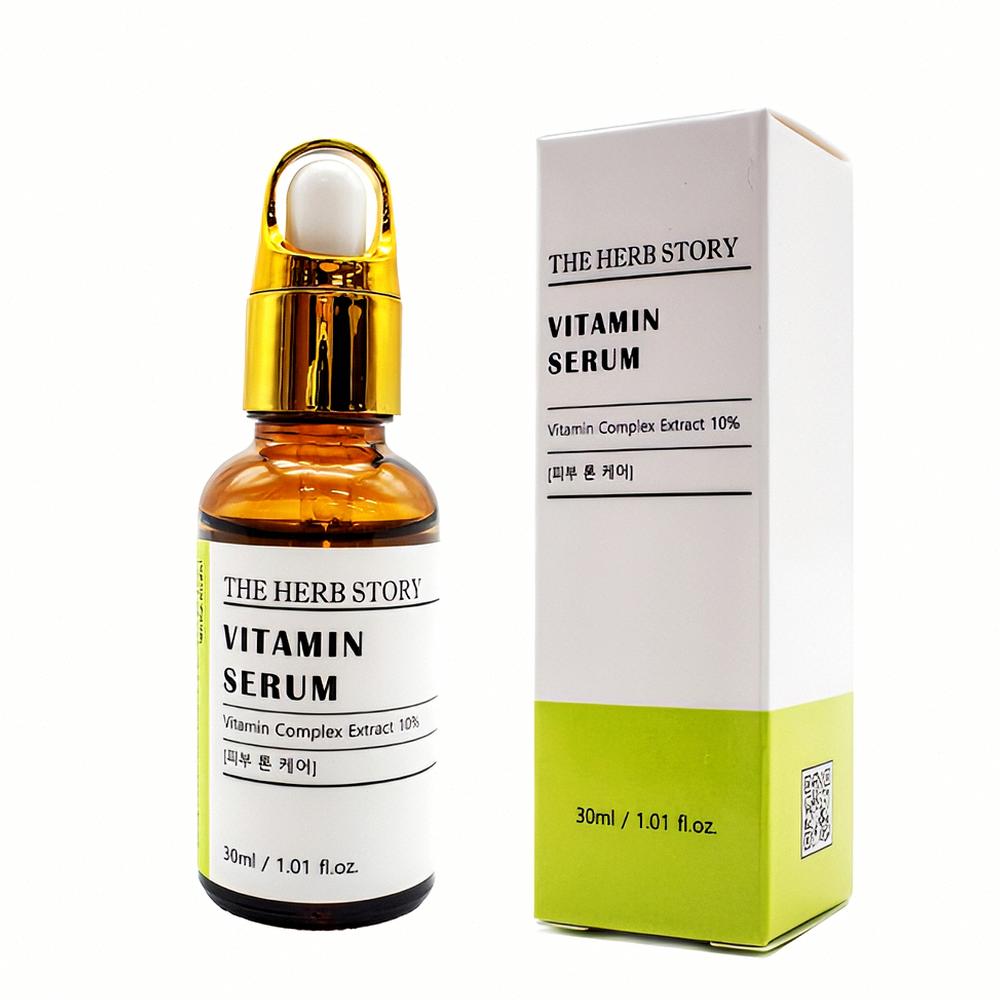 THE HERB STORY
VITAMIN
SERUM
Vitamin Complex Extract 10%
[피부 톤 케어]
30ml / 1.01 fl.oz.
THE HERB STORY
VITAMIN
SERUM
Vitamin Complex Extract 10%
[피부 톤 케어]
30ml / 1.01 fl.oz.